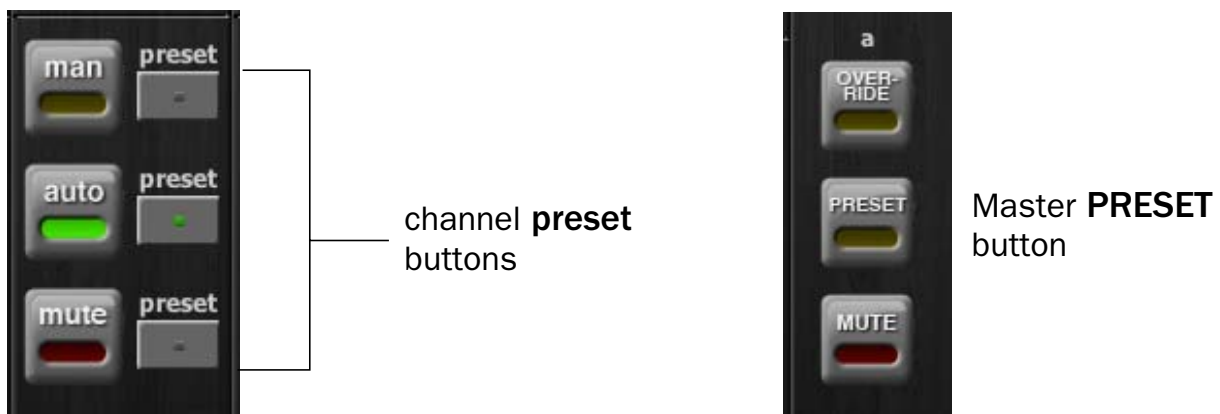 man
preset
auto
preset
mute
preset
channel preset
buttons
a
OVER-
RIDE
PRESET
MUTE
Master PRESET
button